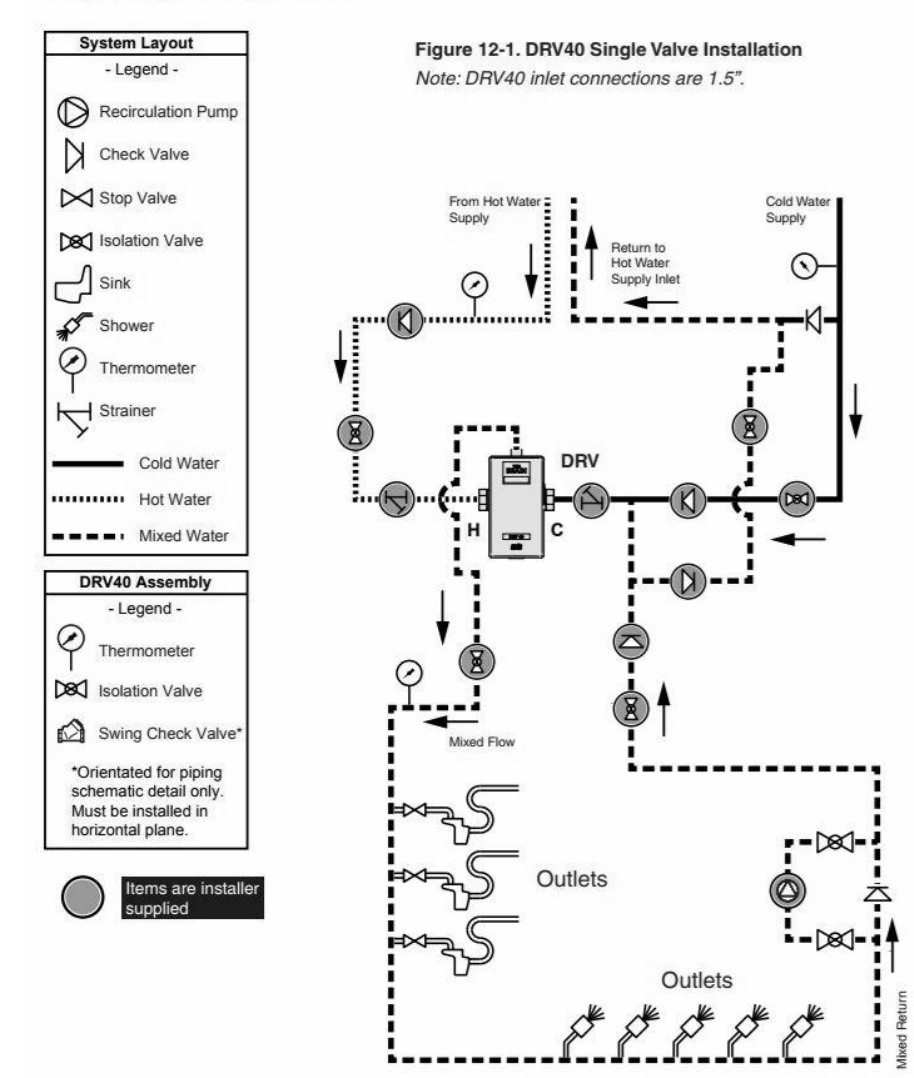 System Layout
- Legend -
Recirculation Pump
Check Valve
Stop Valve
Isolation Valve
Sink
Shower
Thermometer
Strainer
Cold Water
Hot Water
Mixed Water
DRV40 Assembly
- Legend -
Thermometer
Isolation Valve
Swing Check Valve*
*Orientated for piping
schematic detail only.
Must be installed in
horizontal plane.
Items are installer
supplied
Figure 12-1. DRV40 Single Valve Installation
Note: DRV40 inlet connections are 1.5”.
From Hot Water
Supply
Return to
Hot Water
Supply Inlet
Cold Water
Supply
DRV
H
C
Mixed Flow
Outlets
Outlets
Mixed Return